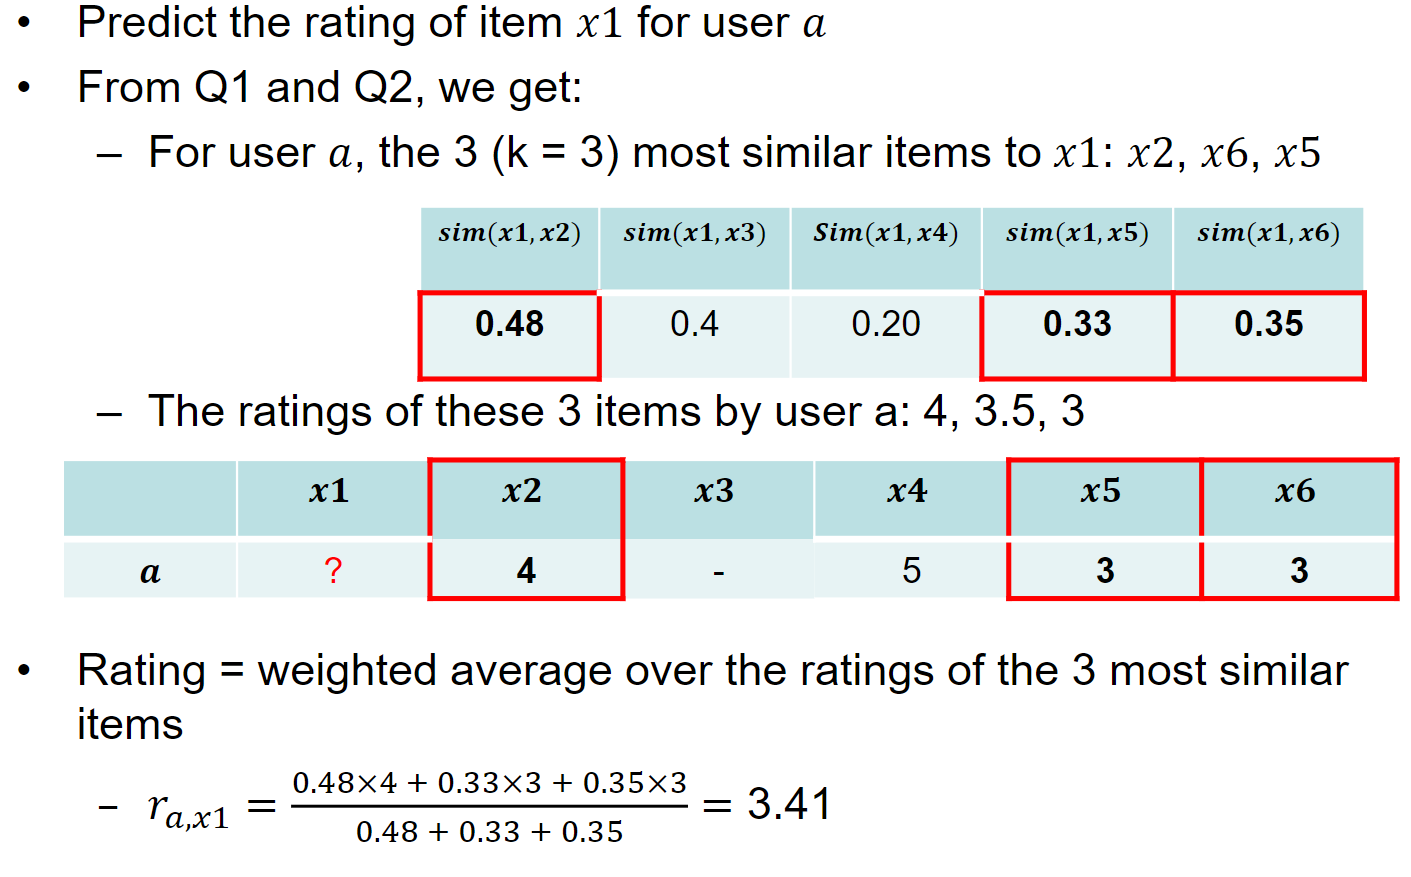 • Predict the rating of item x1 for user a
• From Q1 and Q2, we get:
– For user a, the 3 (k = 3) most similar items to x1: x2, x6, x5
sim(x1,x2) sim(x1,x3) Sim(x1,x4) sim(x1,x5) sim(x1,x6)
0.48 0.4 0.20 0.33 0.35
– The ratings of these 3 items by user a: 4, 3.5, 3
x1 x2 x3 x4 x5 x6
a ? 4 - 5 3 3
• Rating = weighted average over the ratings of the 3 most similar
items
0.48×4 + 0.33×3 + 0.35×3
– ra,x1 = = 3.41
0.48 + 0.33 + 0.35